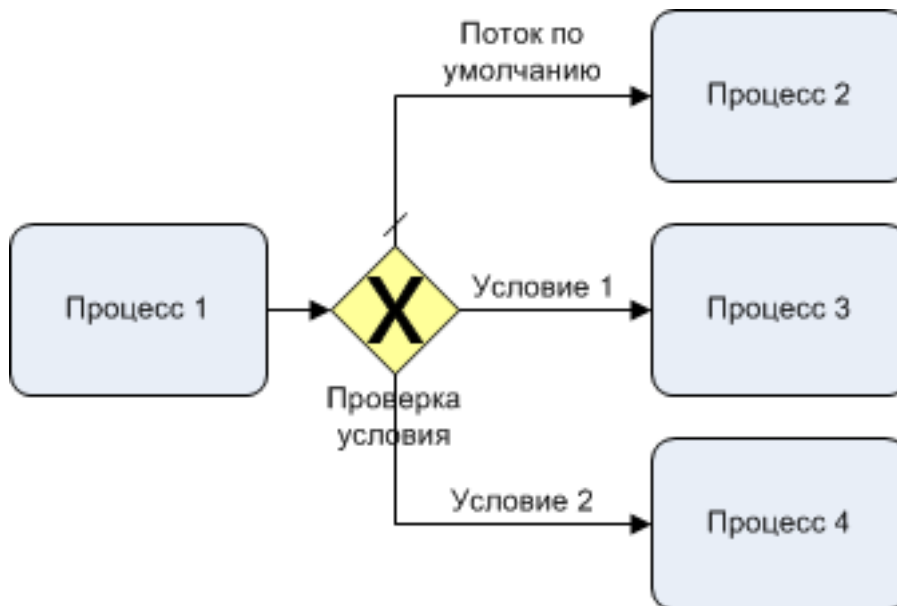 Поток по
умолчанию
Процесс 2
Процесс 1
X
Условие 1
Процесс 3
Проверка
условия
Условие 2
Процесс 4